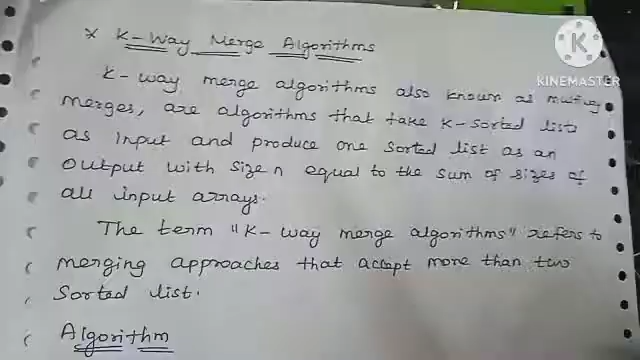 * K-Way Merge Algorithms
K-way merge algorithms also known as
merges, are algorithms that take K-sorted lists
as input and produce one sorted list as an
output with size n equal to the sum of sizes of
all input arrays.
The term "K-way merge algorithms" refers to
merging approaches that accept more than two
sorted list.
Algorithm
K
KINEMASTER